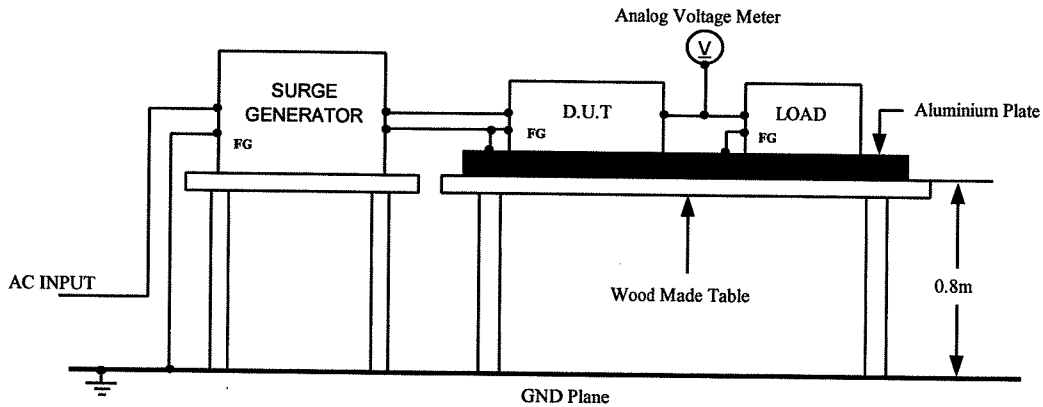 Analog Voltage Meter
V
SURGE
GENERATOR
FG
D.U.T
FG
LOAD
FG
Aluminium Plate
AC INPUT
Wood Made Table
0.8m
GND Plane